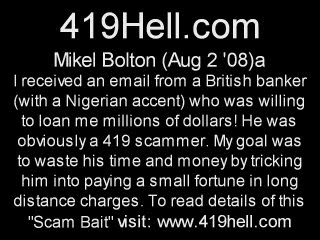 419Hell.com
Mikel Bolton (Aug 2 '08)a
I received an email from a British banker
(with a Nigerian accent) who was willing
to loan me millions of dollars! He was
obviously a 419 scammer. My goal was
to waste his time and money by tricking
him into paying a small fortune in long
distance charges. To read details of this
"Scam Bait" visit: www.419hell.com